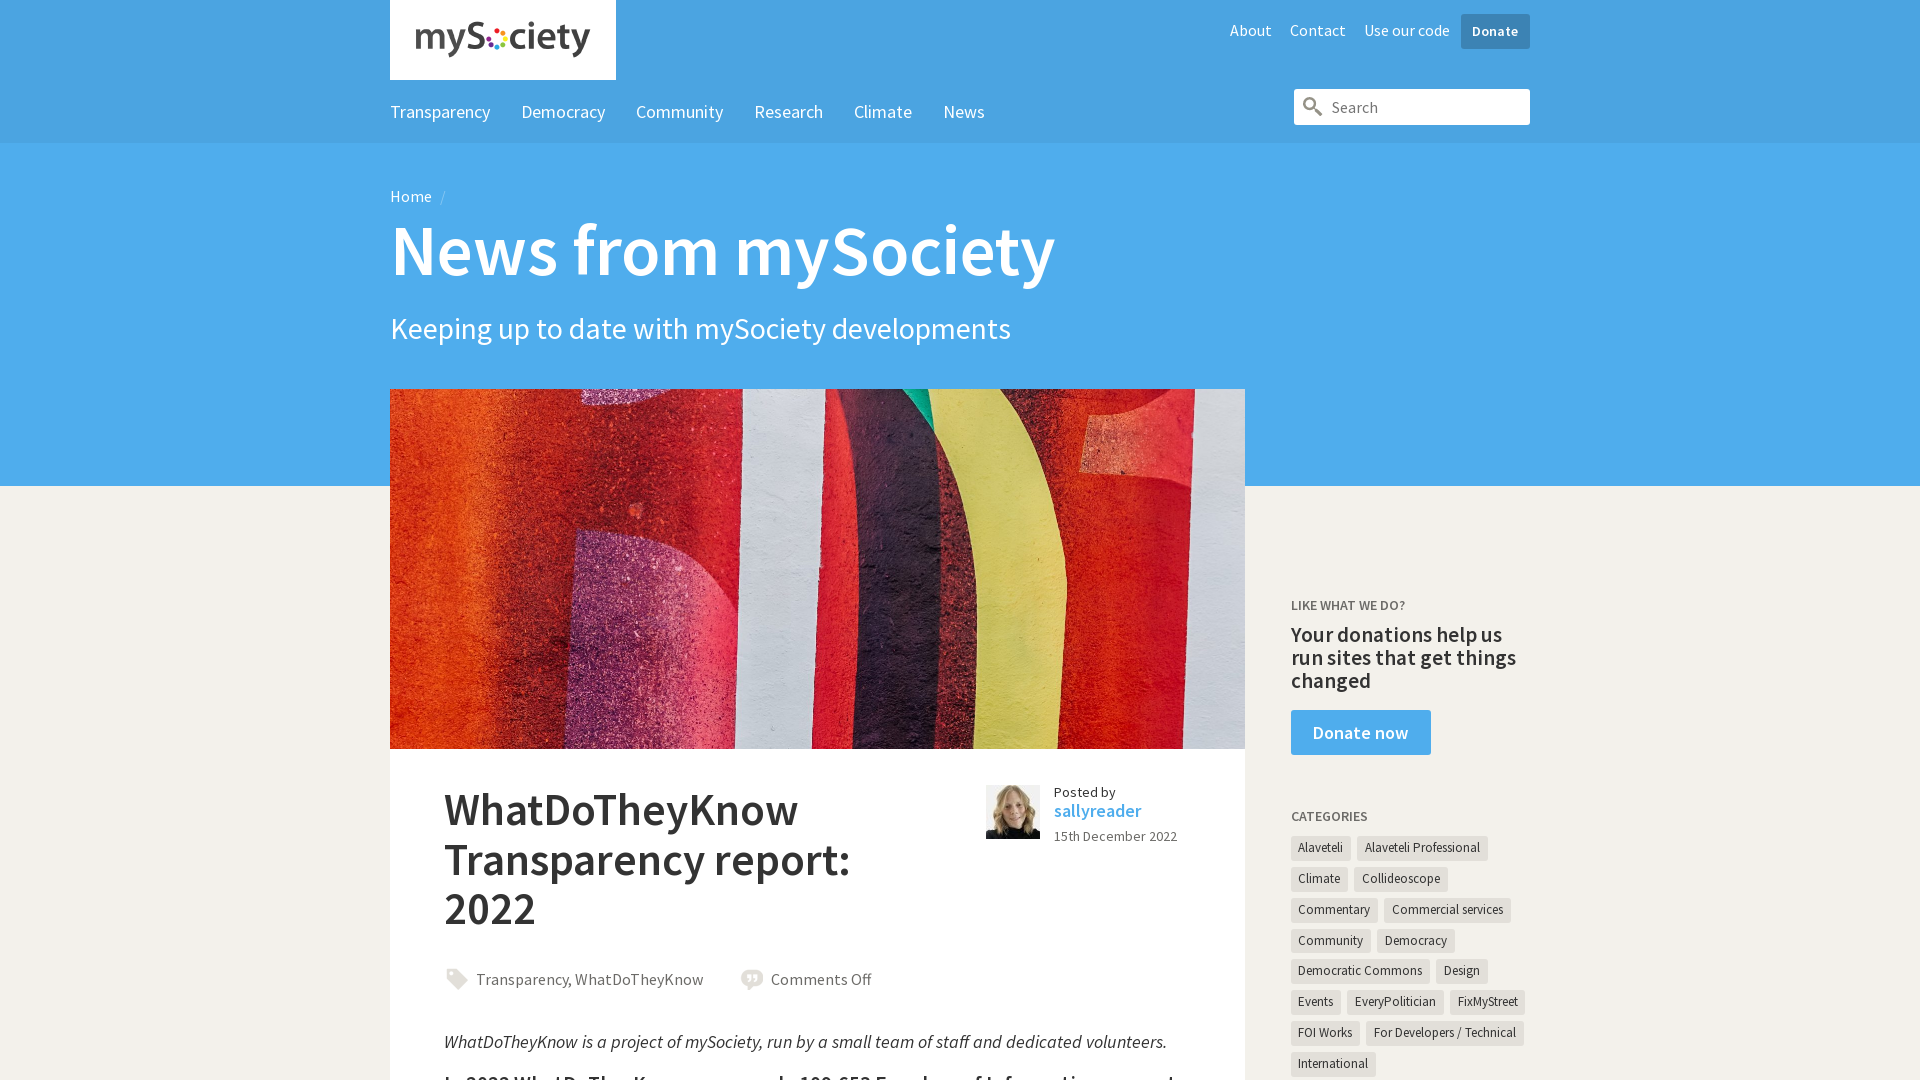 mySociety
About Contact Use our code Donate
Transparency Democracy Community Research Climate News
Search
Home /
News from mySociety
Keeping up to date with mySociety developments
WhatDoTheyKnow
Transparency report:
2022
Posted by
sallyreader
15th December 2022
Transparency, WhatDoTheyKnow
Comments Off
WhatDoTheyKnow is a project of mySociety, run by a small team of staff and dedicated volunteers.
LIKE WHAT WE DO?
Your donations help us
run sites that get things
changed
Donate now
CATEGORIES
Alaveteli Alaveteli Professional
Climate Collideoscope
Commentary Commercial services
Community Democracy
Democratic Commons Design
Events EveryPolitician FixMyStreet
FOI Works For Developers / Technical
International